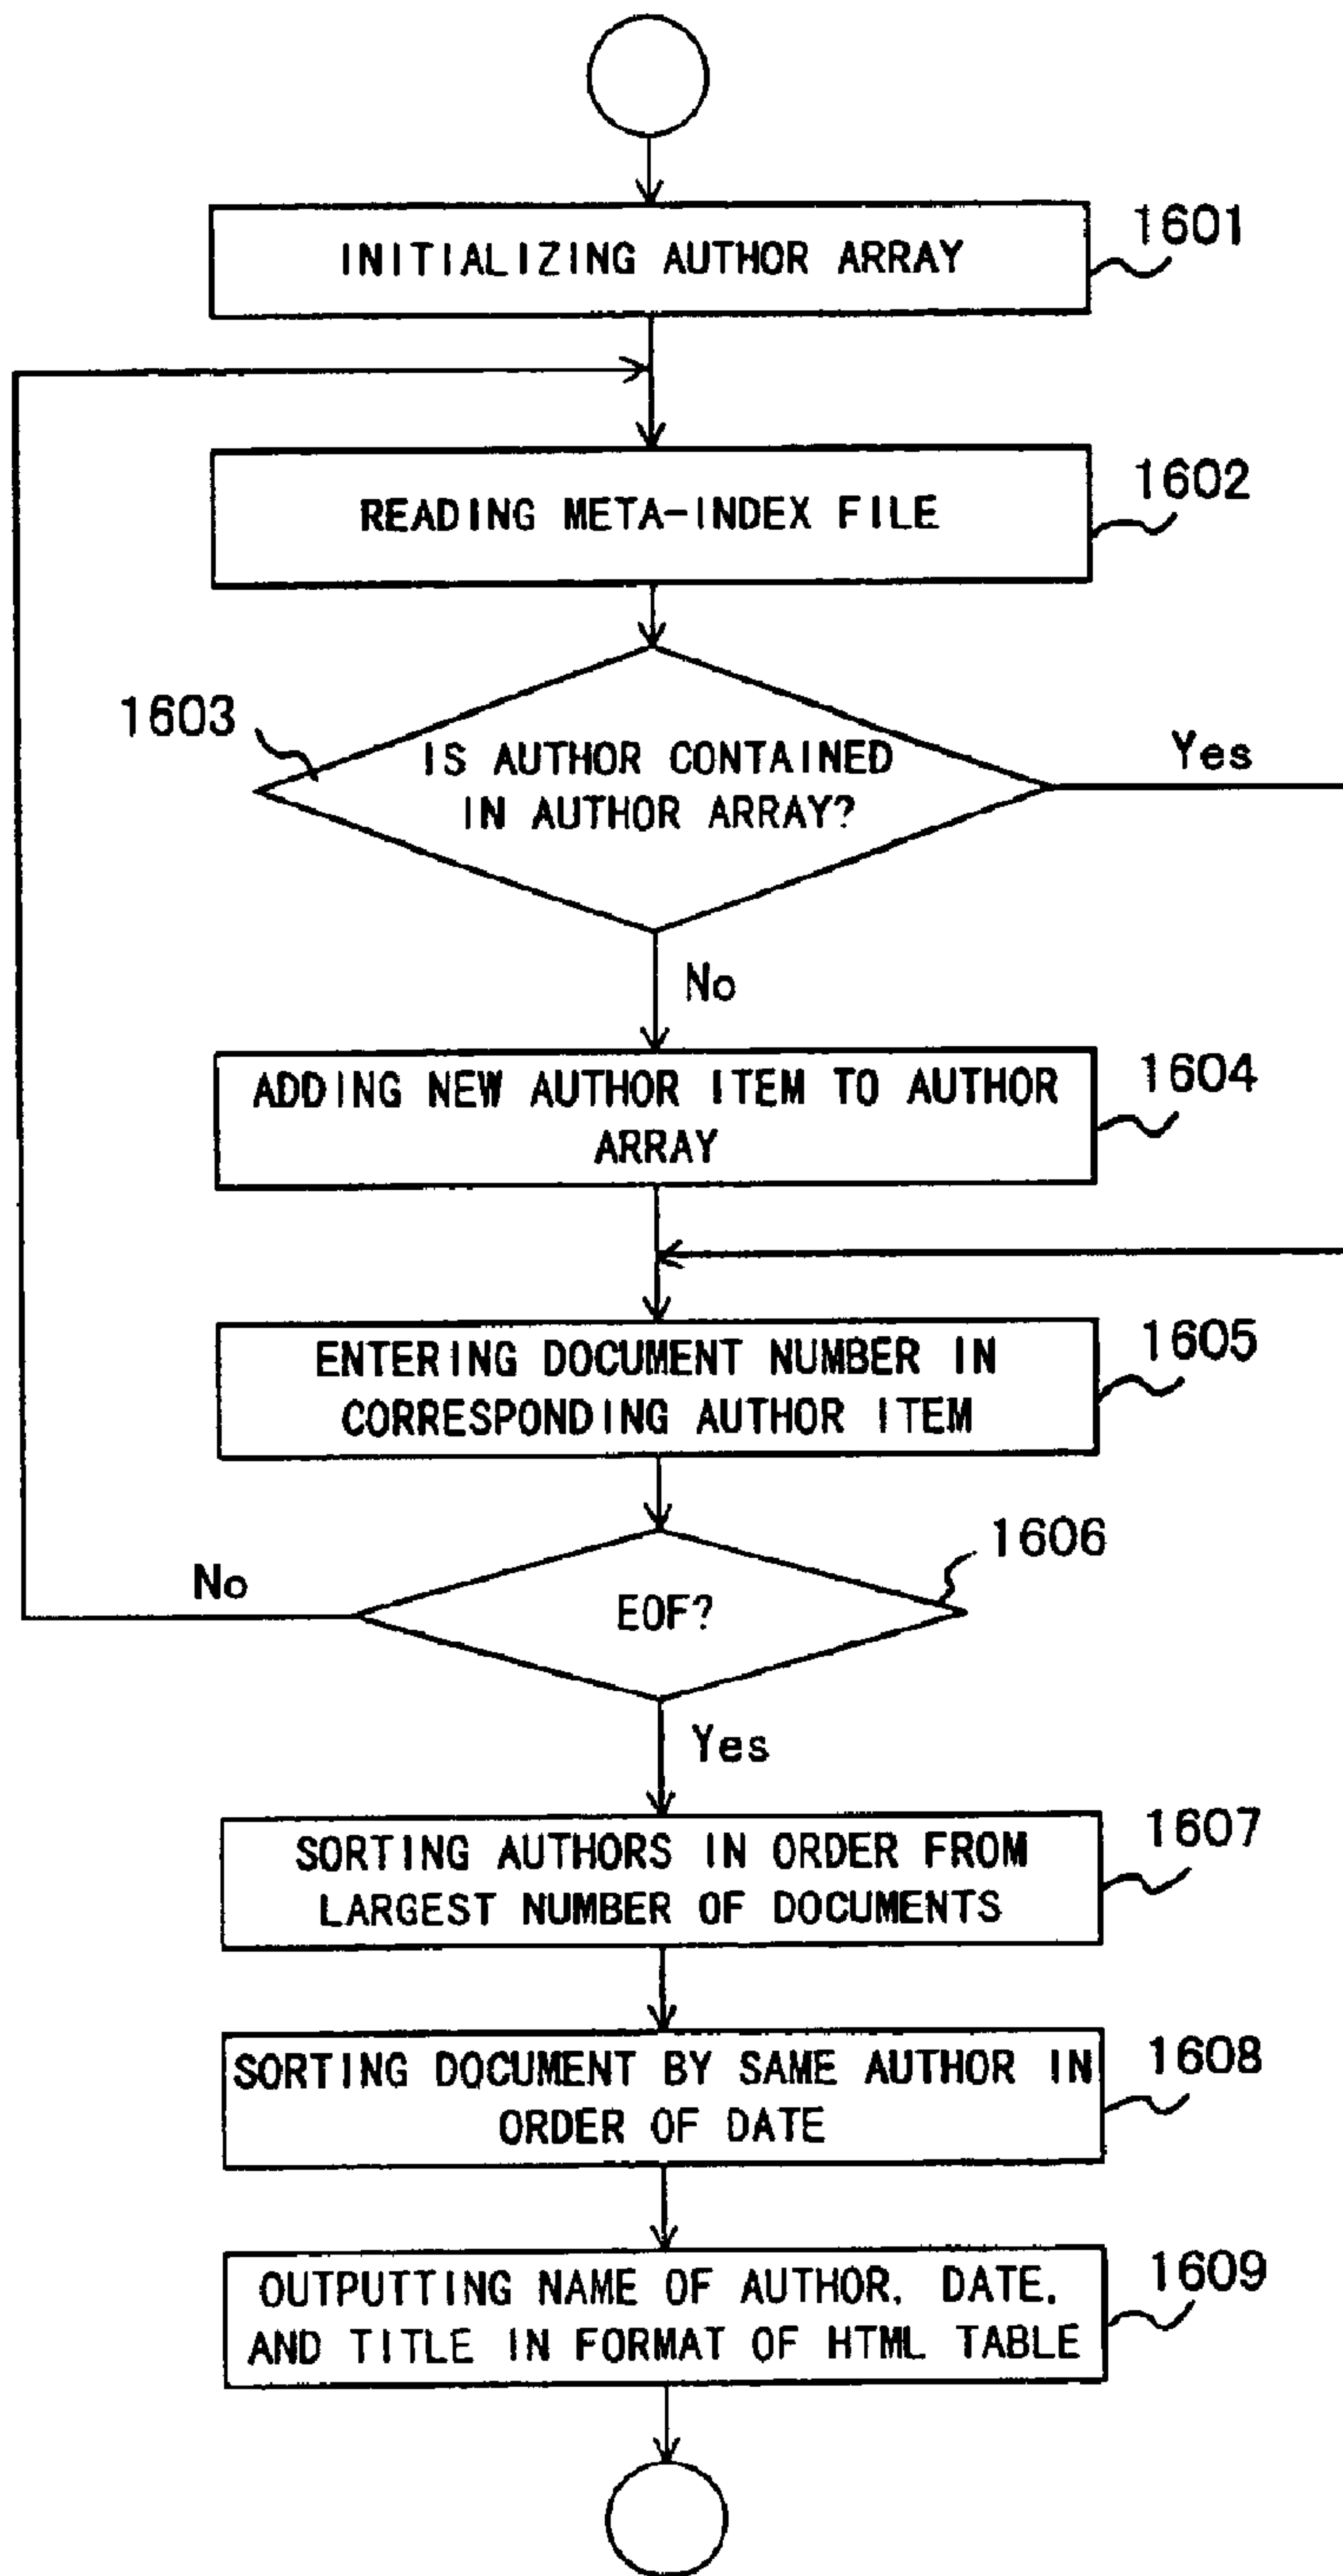 INITIALIZING AUTHOR ARRAY
1601
READING META-INDEX FILE
1602
1603
IS AUTHOR CONTAINED
IN AUTHOR ARRAY?
Yes
No
ADDING NEW AUTHOR ITEM TO AUTHOR
ARRAY
1604
ENTERING DOCUMENT NUMBER IN
CORRESPONDING AUTHOR ITEM
1605
1606
No
EOF?
Yes
SORTING AUTHORS IN ORDER FROM
LARGEST NUMBER OF DOCUMENTS
1607
SORTING DOCUMENT BY SAME AUTHOR IN
ORDER OF DATE
1608
OUTPUTTING NAME OF AUTHOR, DATE,
AND TITLE IN FORMAT OF HTML TABLE
1609